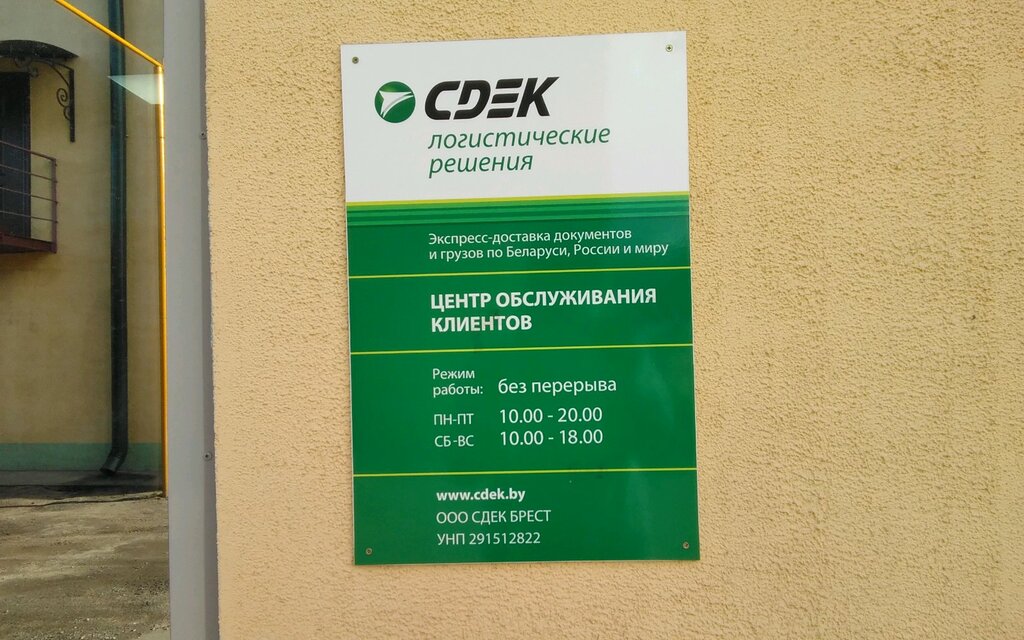 CDEK
логистические
решения
Экспресс-доставка документов
и грузов по Беларуси, России и миру
ЦЕНТР ОБСЛУЖИВАНИЯ
КЛИЕНТОВ
Режим
работы: без перерыва
ПН-ПТ 10.00 - 20.00
СБ-ВС 10.00 - 18.00
www.cdek.by
ООО СДЕК БРЕСТ
УНП 291512822